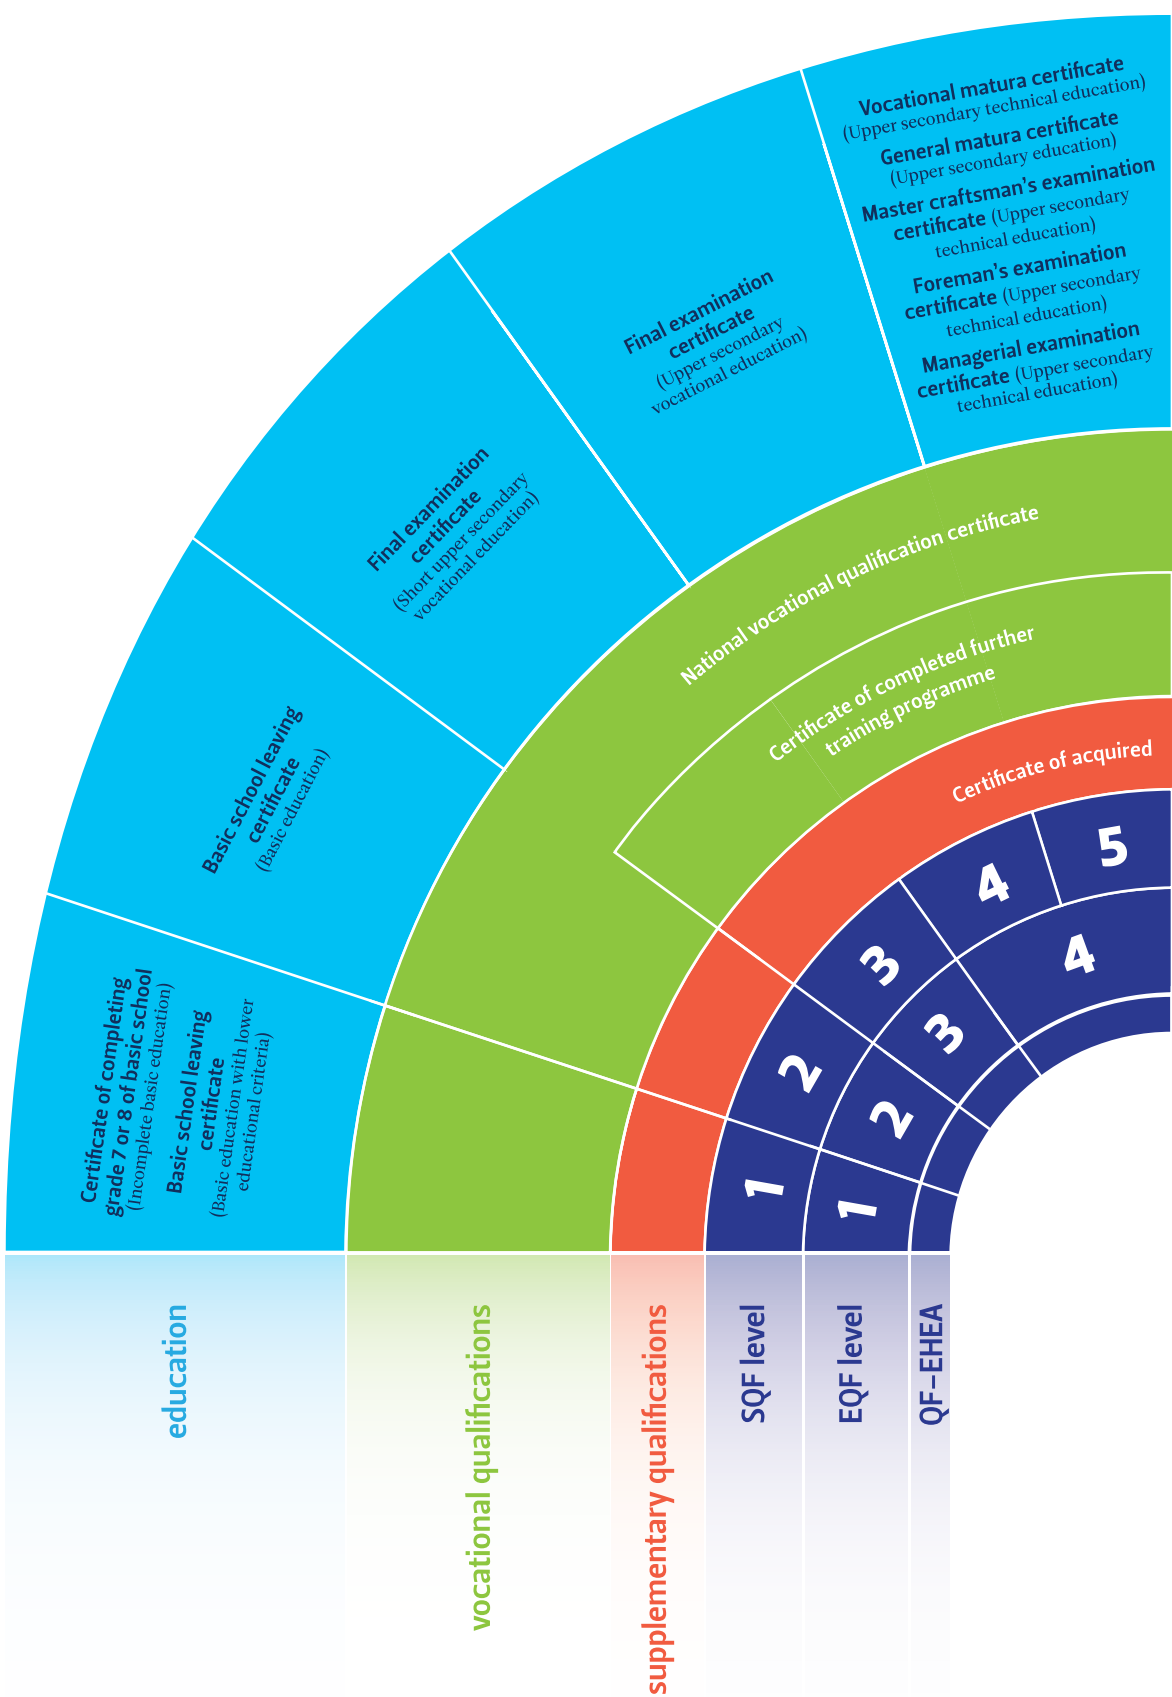 Vocational matura certificate
(Upper secondary technical education)
General matura certificate
(Upper secondary education)
Master craftsman's examination
certificate (Upper secondary
technical education)
Foreman's examination
certificate (Upper secondary
technical education)
Managerial examination
certificate (Upper secondary
technical education)
Final examination
certificate
(Upper secondary
vocational education)
Final examination
certificate
(Short upper secondary
vocational education)
Basic school leaving
certificate
(Basic education)
Certificate of completing
grade 7 or 8 of basic school
(Incomplete basic education)
Basic school leaving
certificate
(Basic education with lower
educational criteria)
National vocational qualification certificate
Certificate of completed further
training programme
Certificate of acquired
5
4
3
2
1
4
3
2
1
education
vocational qualifications
supplementary qualifications
SQF level
EQF level
QF–EHEA